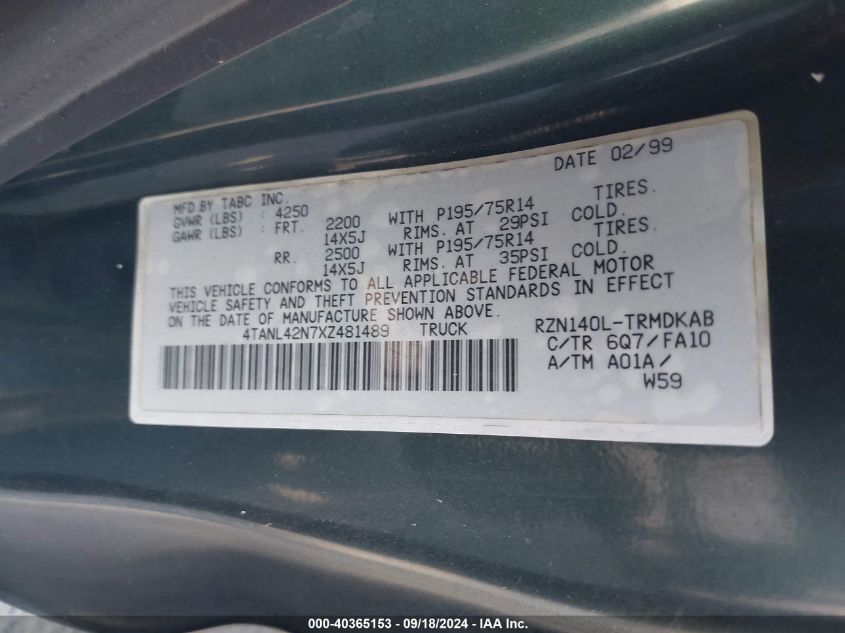 DATE 02/99
MFD.BY TABC INC.
GVWR (LBS) : 4250
GAWR (LBS) : FRT. 2200 WITH P195/75R14 TIRES.
14X5J RIMS. AT 29PSI COLD.
RR. 2500 WITH P195/75R14 TIRES.
14X5J RIMS. AT 35PSI COLD.
THIS VEHICLE CONFORMS TO ALL APPLICABLE FEDERAL MOTOR
VEHICLE SAFETY AND THEFT PREVENTION STANDARDS IN EFFECT
ON THE DATE OF MANUFACTURE SHOWN ABOVE.
4TANL42N7XZ481489 TRUCK RZN140L-TRMDKAB
C/TR 6Q7/FA10
A/TM A01A/
W59
000-40365153 - 09/18/2024 - IAA Inc.